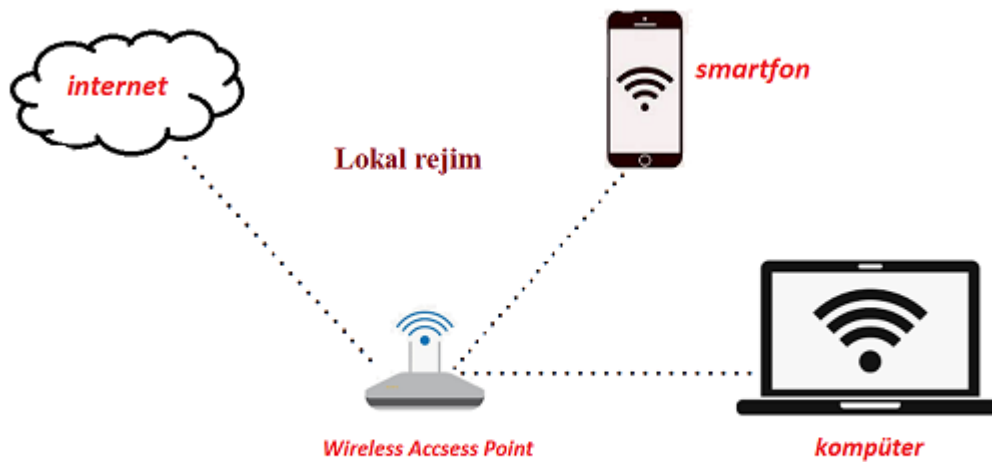 internet
smartfon
Lokal rejim
Wireless Accsess Point
kompüter